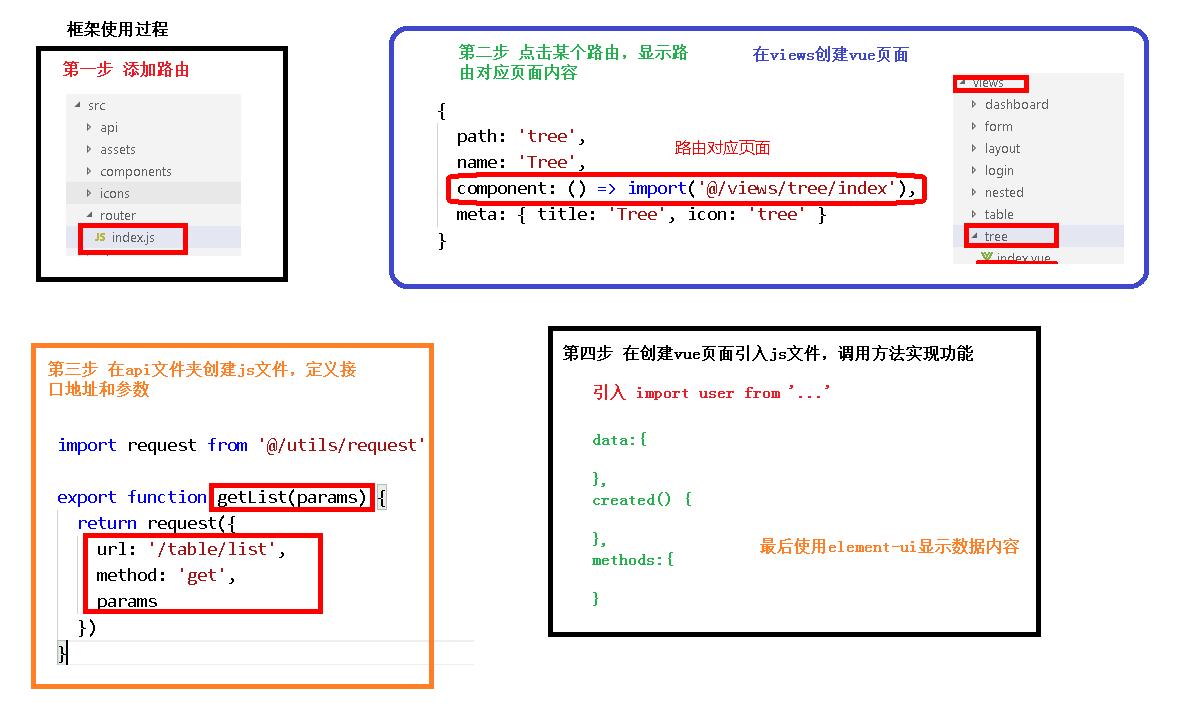 框架使用过程
第一步 添加路由
src
api
assets
components
icons
router
JS index.js
第二步 点击某个路由，显示路
由对应页面内容
在views创建vue页面
{
path: 'tree',
name: 'Tree',
路由对应页面
component: () => import('@/views/tree/index'),
meta: { title: 'Tree', icon: 'tree' }
}
views
dashboard
form
layout
login
nested
table
tree
index.vue
第三步 在api文件夹创建js文件，定义接
口地址和参数
import request from '@/utils/request'
export function getList(params) {
return request({
url: '/table/list',
method: 'get',
params
})
}
第四步 在创建vue页面引入js文件，调用方法实现功能
引入 import user from '...'
data:{
},
created() {
},
methods:{
}
最后使用element-ui显示数据内容